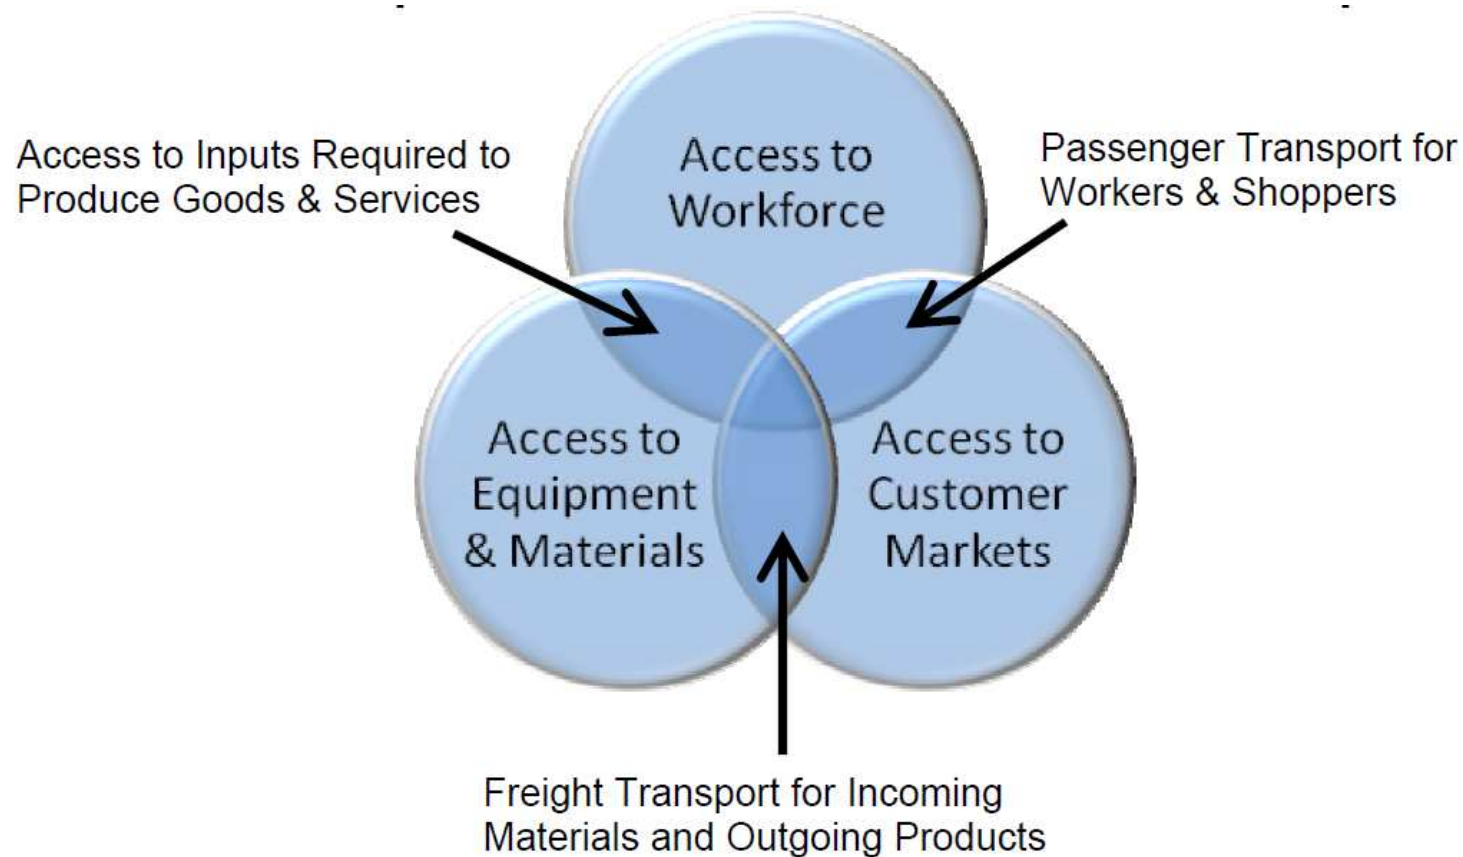 Access to Inputs Required to
Produce Goods & Services
Access to
Workforce
Passenger Transport for
Workers & Shoppers
Access to
Equipment
& Materials
Access to
Customer
Markets
Freight Transport for Incoming
Materials and Outgoing Products